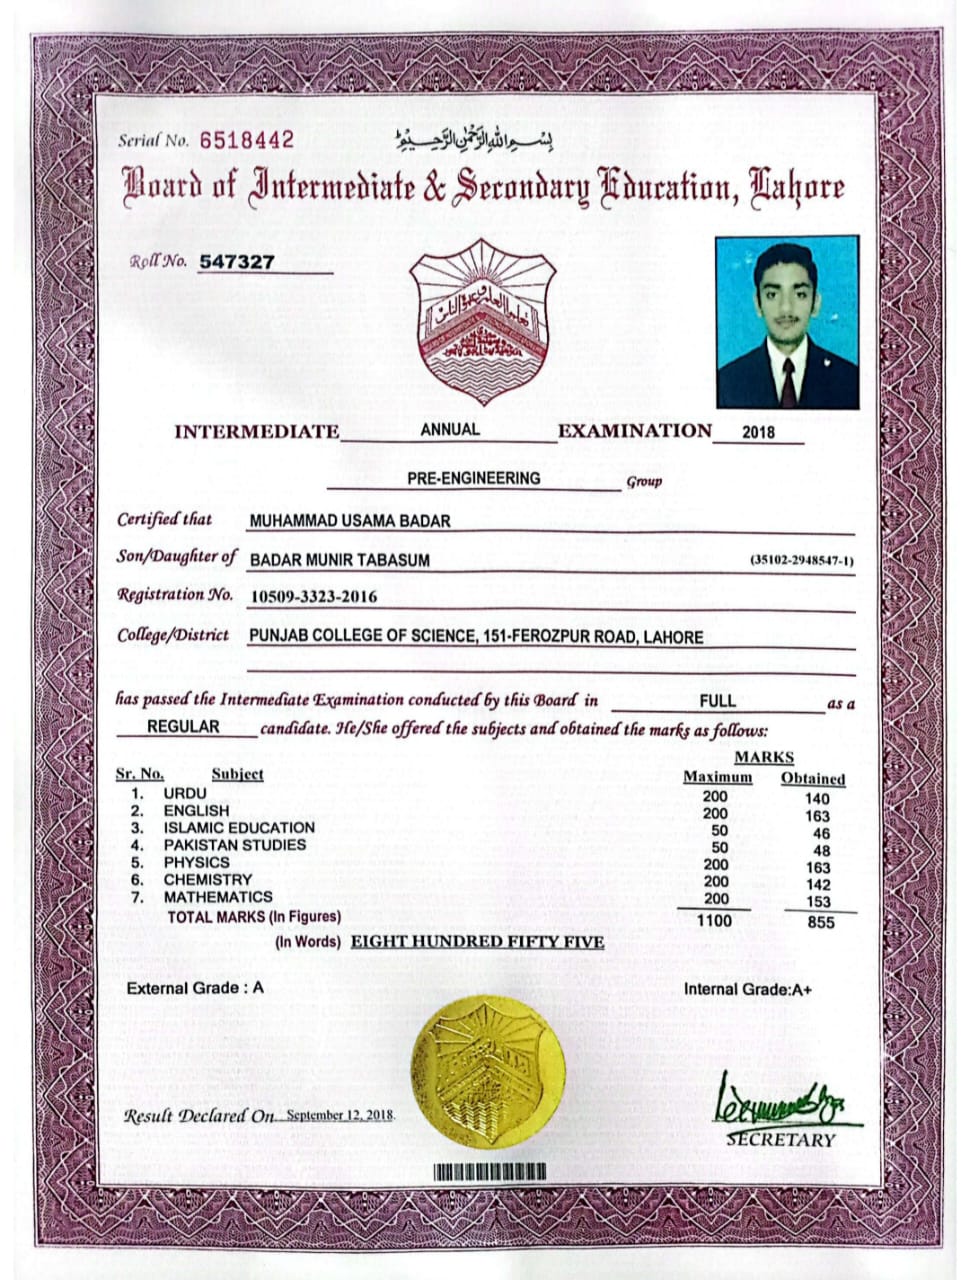 Serial No. 6518442
بِسْمِ اللهِ الرَّحْمٰنِ الرَّحِيْمِ
Board of Intermediate & Secondary Education, Lahore
Roll No. 547327
INTERMEDIATE ANNUAL EXAMINATION 2018
PRE-ENGINEERING Group
Certified that MUHAMMAD USAMA BADAR
Son/Daughter of BADAR MUNIR TABASUM (35102-2948547-1)
Registration No. 10509-3323-2016
College/District PUNJAB COLLEGE OF SCIENCE, 151-FEROZPUR ROAD, LAHORE
has passed the Intermediate Examination conducted by this Board in FULL as a
REGULAR candidate. He/She offered the subjects and obtained the marks as follows:
MARKS
Sr. No. Subject Maximum Obtained
1. URDU 200 140
2. ENGLISH 200 163
3. ISLAMIC EDUCATION 50 46
4. PAKISTAN STUDIES 50 48
5. PHYSICS 200 163
6. CHEMISTRY 200 142
7. MATHEMATICS 200 153
TOTAL MARKS (In Figures) 1100 855
(In Words) EIGHT HUNDRED FIFTY FIVE
External Grade : A Internal Grade:A+
Result Declared On September 12, 2018.
SECRETARY